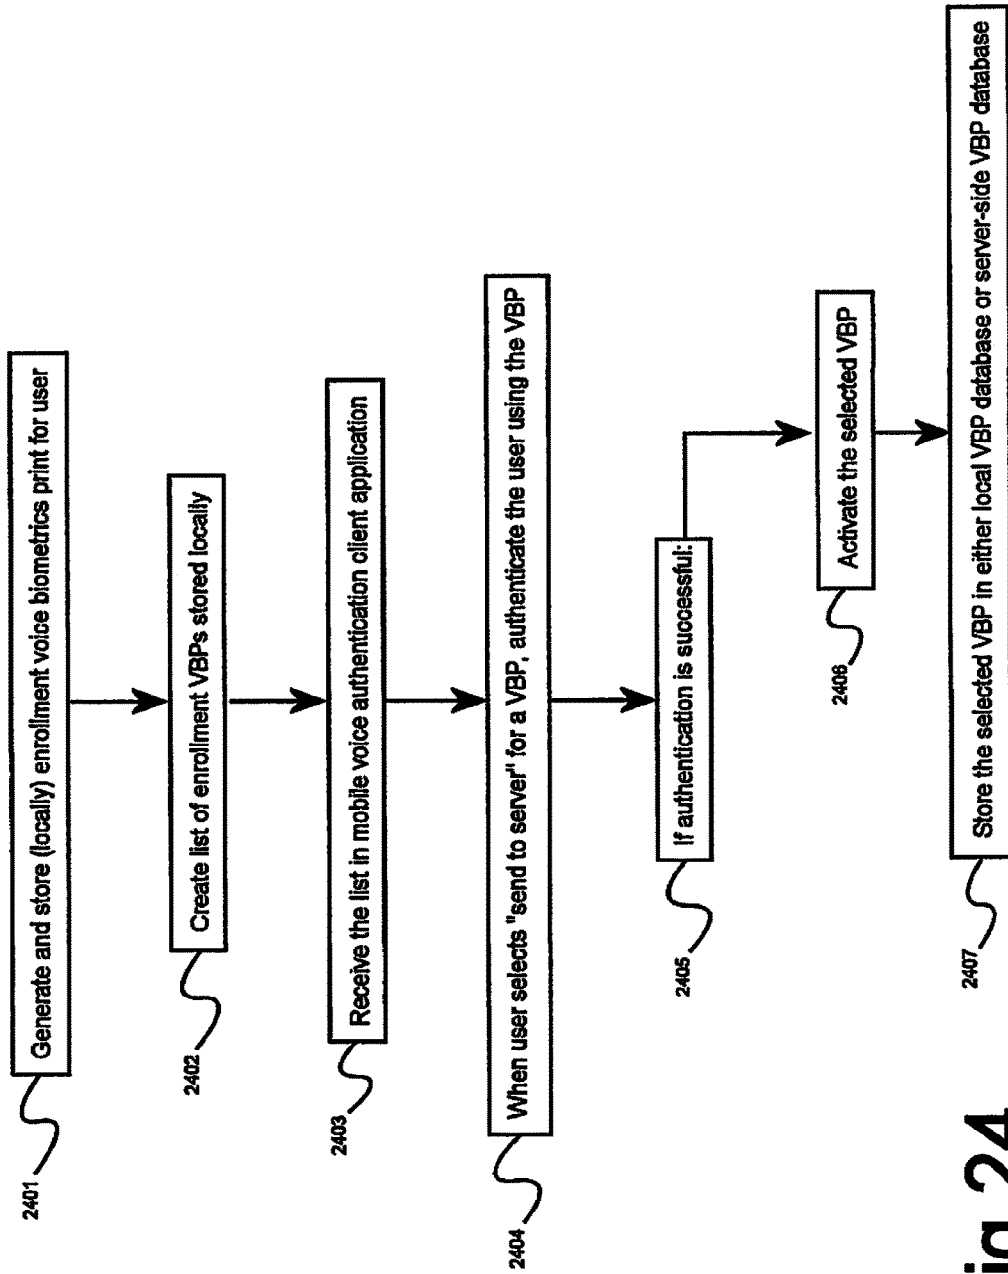 Generate and store (locally) enrollment voice biometrics print for user
2401
Create list of enrollment VBPs stored locally
2402
Receive the list in mobile voice authentication client application
2403
When user selects "send to server" for a VBP, authenticate the user using the VBP
2404
If authentication is successful:
2405
Activate the selected VBP
2406
Store the selected VBP in either local VBP database or server-side VBP database
2407
ig 24